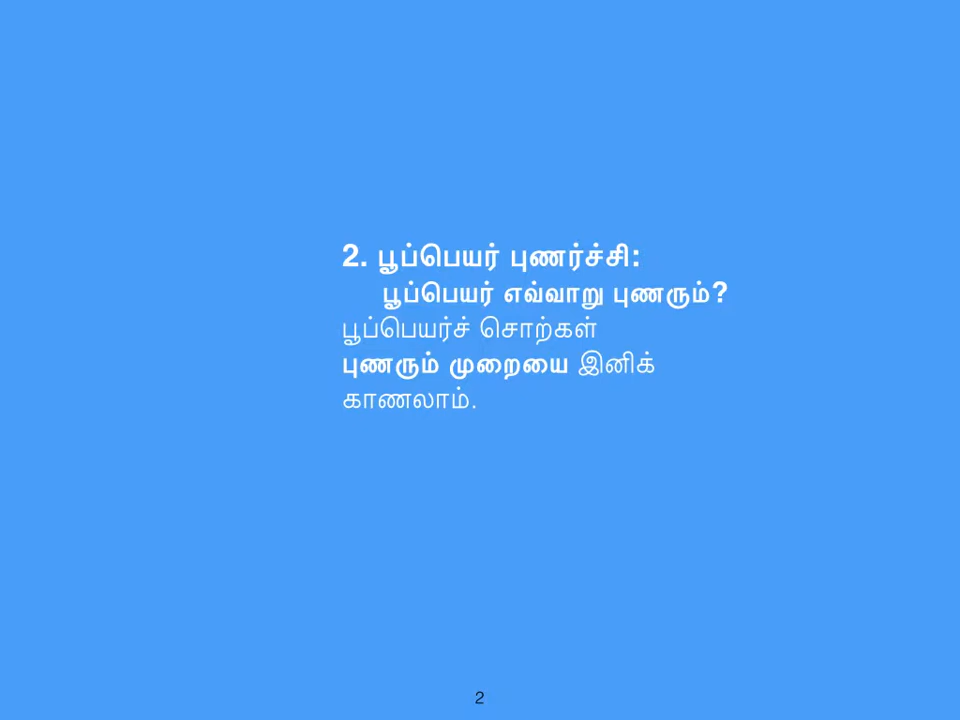 2. பூப்பெயர் புணர்ச்சி:
பூப்பெயர் எவ்வாறு புணரும்?
பூப்பெயர்ச் சொற்கள்
புணரும் முறையை இனிக்
காணலாம்.
2